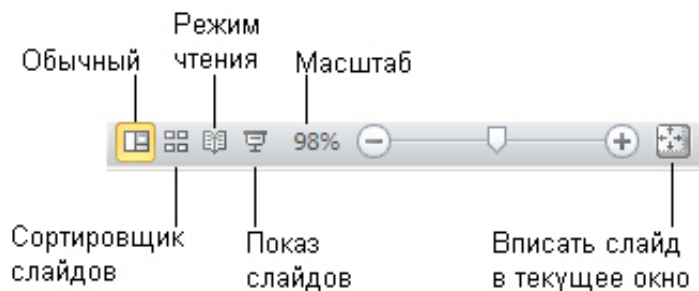 Режим
чтения
Обычный
Масштаб
98%
Сортировщик
слайдов
Показ
слайдов
Вписать слайд
в текущее окно